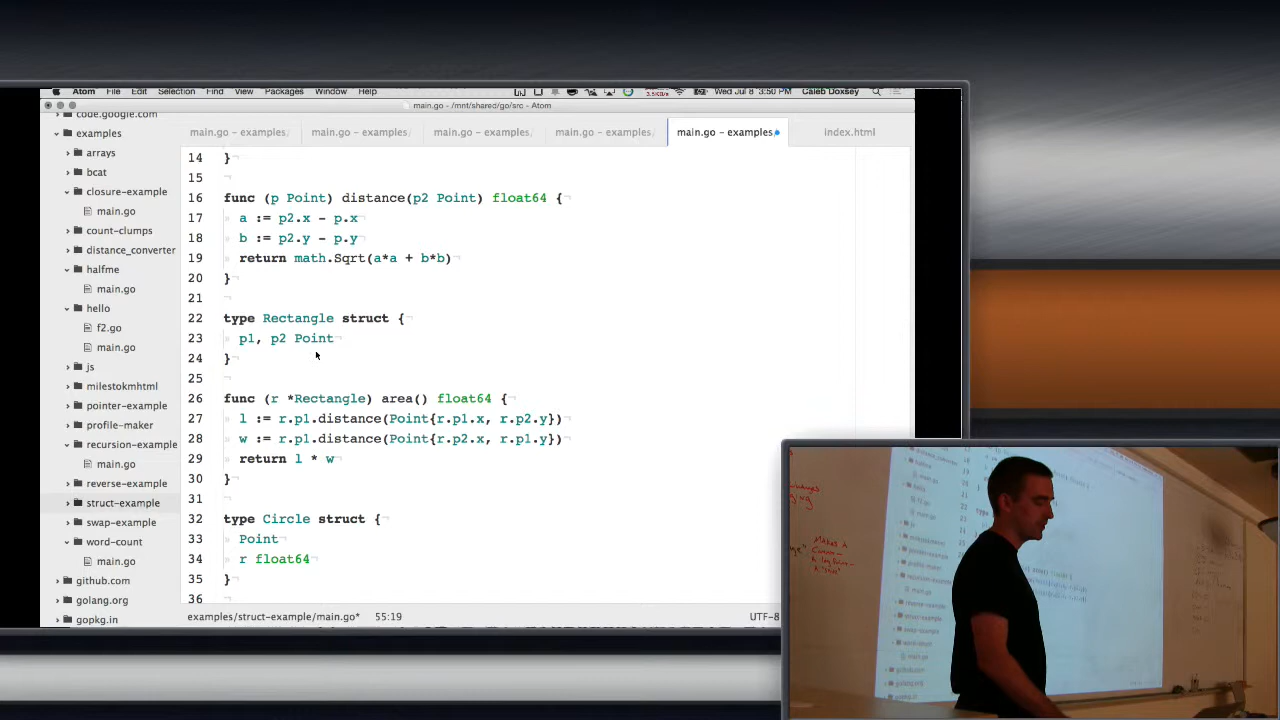 Atom File Edit Selection Find View Packages Window Help Wed Jul 8 3:50 PM Caleb Doxsey
main.go - /mnt/shared/go/src - Atom
main.go - examples/ main.go - examples/ main.go - examples/ main.go - examples/ main.go - examples/ index.html
code.google.com
examples
arrays
bcat
closure-example
main.go
count-clumps
distance_converter
halfme
main.go
hello
f2.go
main.go
js
milestokmhtml
pointer-example
profile-maker
recursion-example
main.go
reverse-example
struct-example
swap-example
word-count
main.go
github.com
golang.org
gopkg.in
14 }
15
16 func (p Point) distance(p2 Point) float64 {
17 a := p2.x - p.x
18 b := p2.y - p.y
19 return math.Sqrt(a*a + b*b)
20 }
21
22 type Rectangle struct {
23 p1, p2 Point
24 }
25
26 func (r *Rectangle) area() float64 {
27 l := r.p1.distance(Point{r.p1.x, r.p2.y})
28 w := r.p1.distance(Point{r.p2.x, r.p1.y})
29 return l * w
30 }
31
32 type Circle struct {
33 Point
34 r float64
35 }
36
examples/struct-example/main.go* 55:19 UTF-8
Makes a